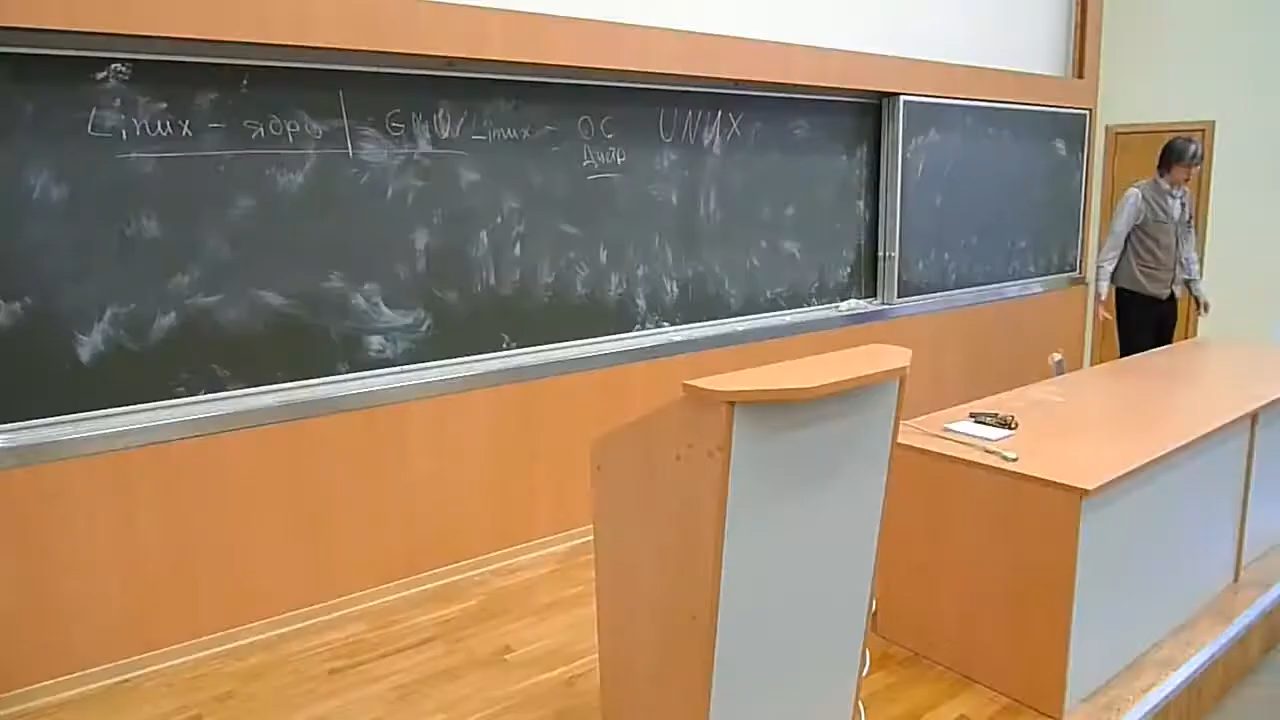 Linux - ядро | GNU/Linux = ОС UNIX
Дистр